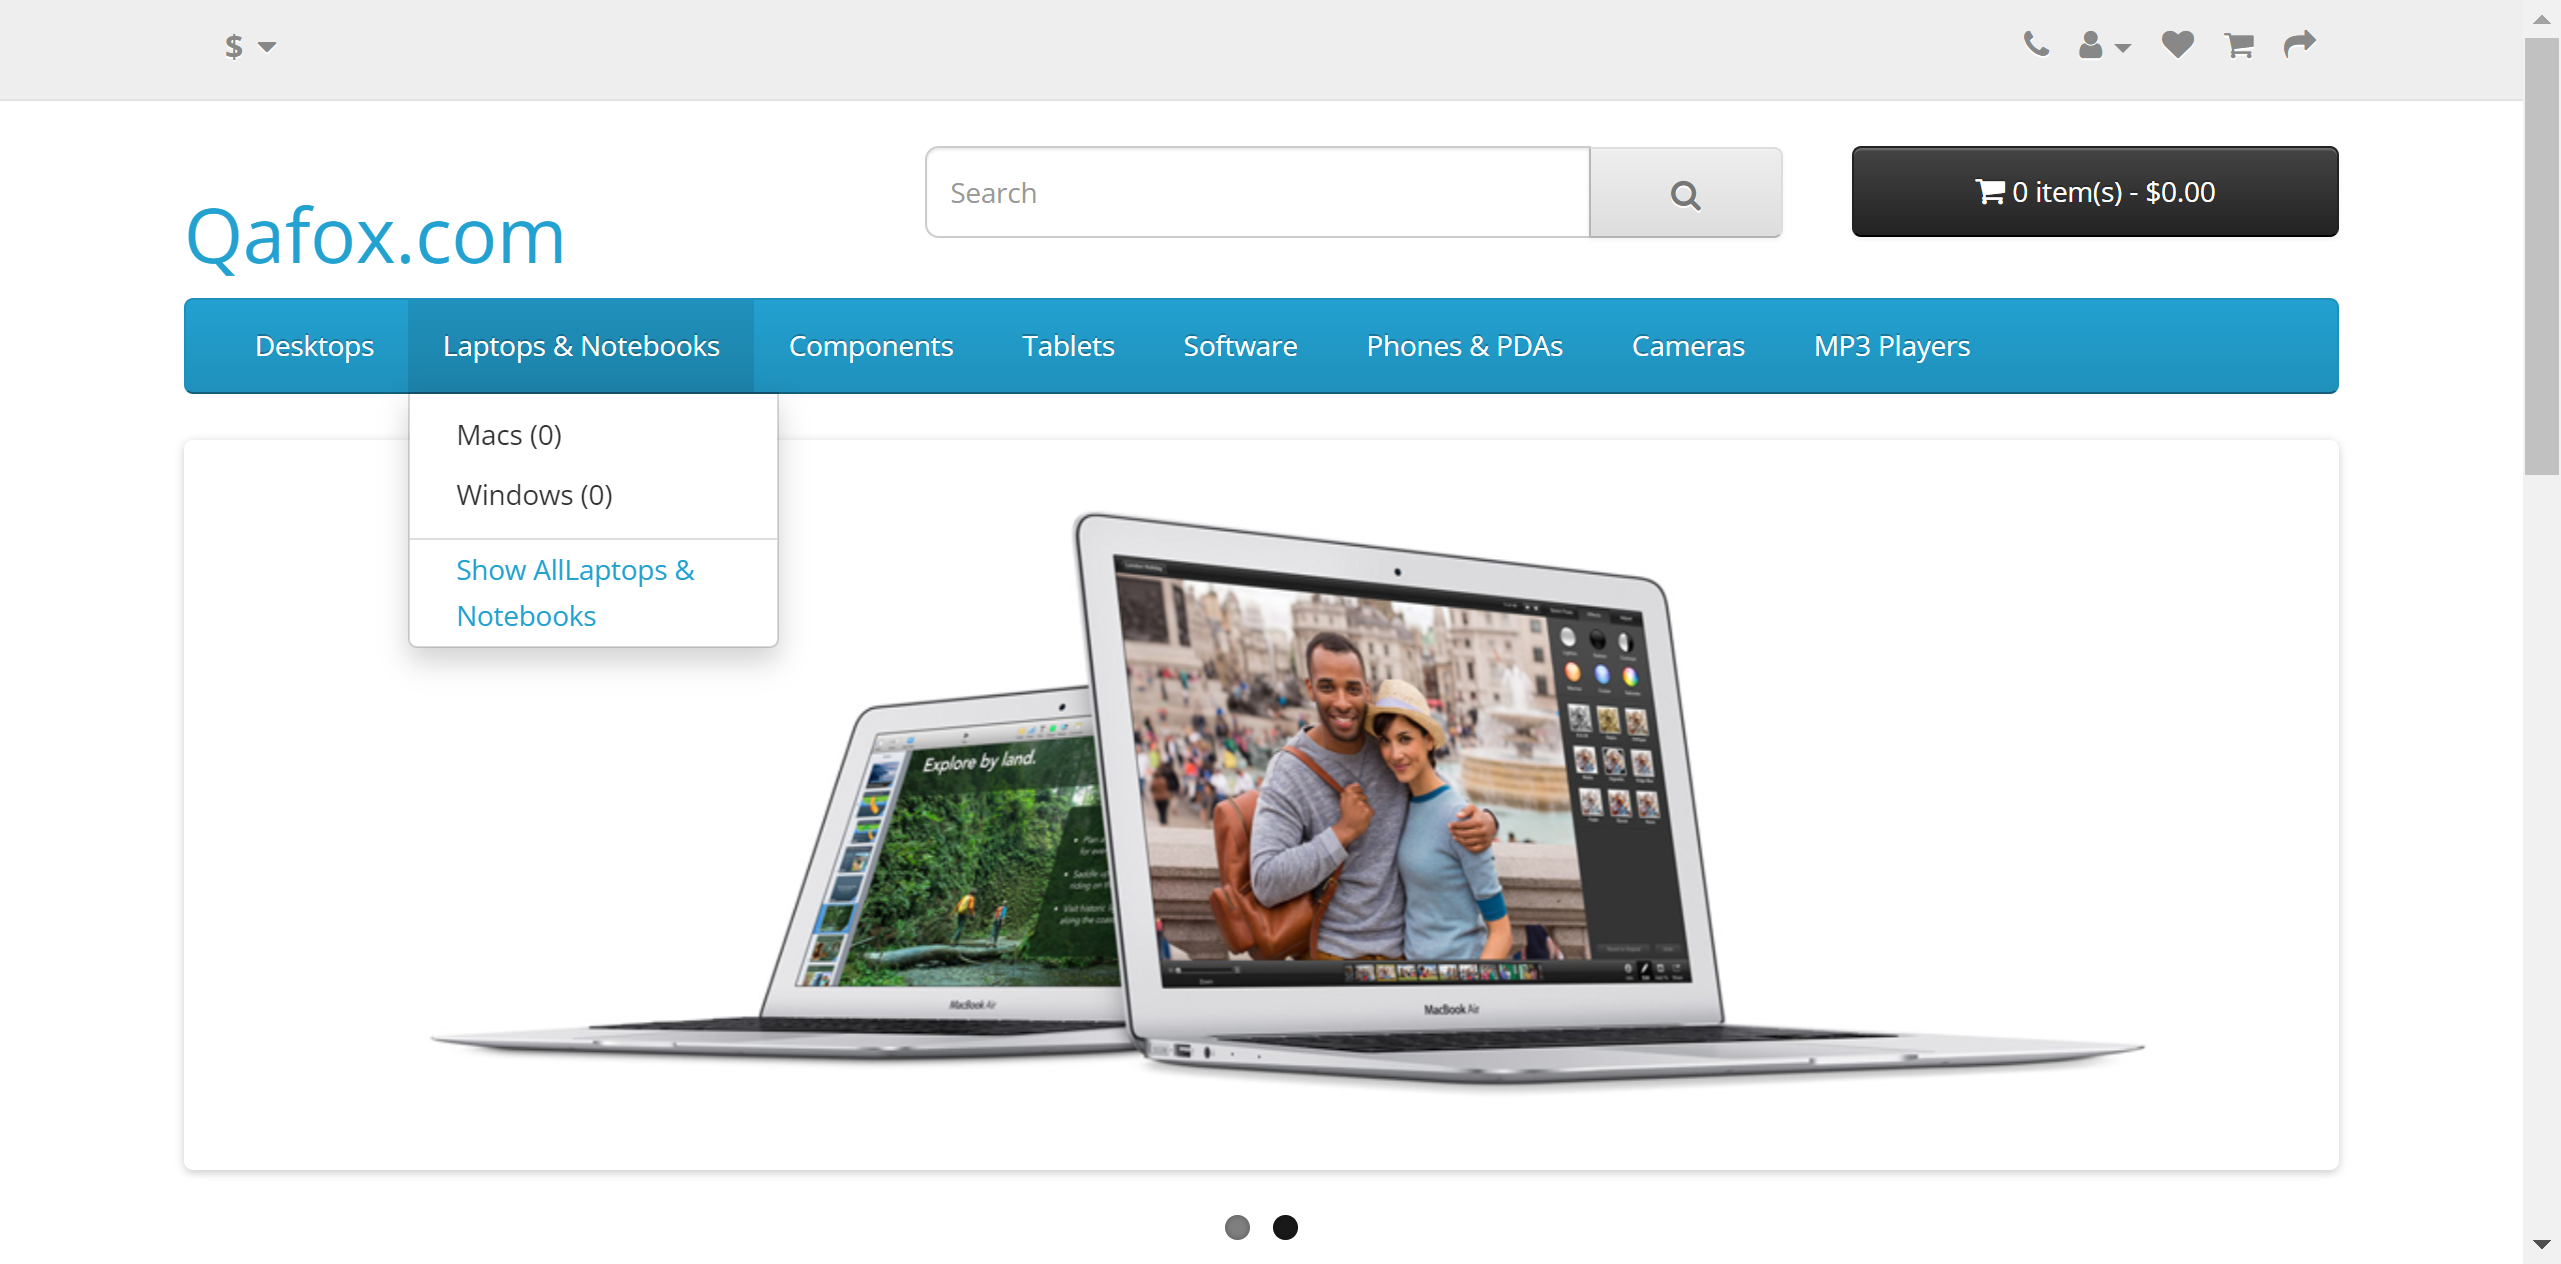 $
Search
0 item(s) - $0.00
Qafox.com
Desktops
Laptops & Notebooks
Components
Tablets
Software
Phones & PDAs
Cameras
MP3 Players
Macs (0)
Windows (0)
Show AllLaptops &
Notebooks
Explore by land.
MacBook Air
MacBook Air